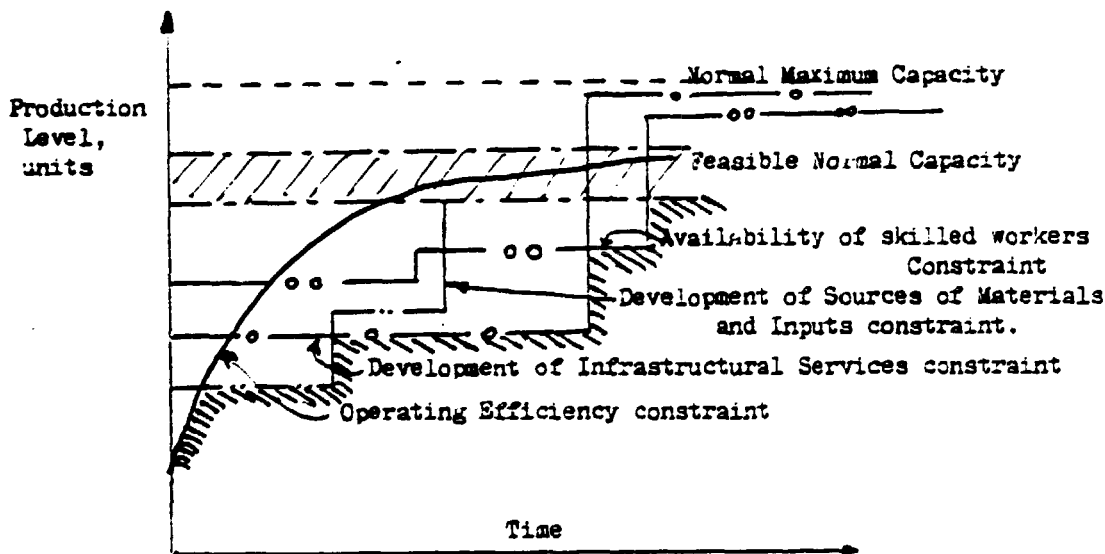 Normal Maximum Capacity
Production
Level,
units
Feasible Normal Capacity
Availability of skilled workers
Constraint
Development of Sources of Materials
and Inputs constraint.
Development of Infrastructural Services constraint
Operating Efficiency constraint
Time